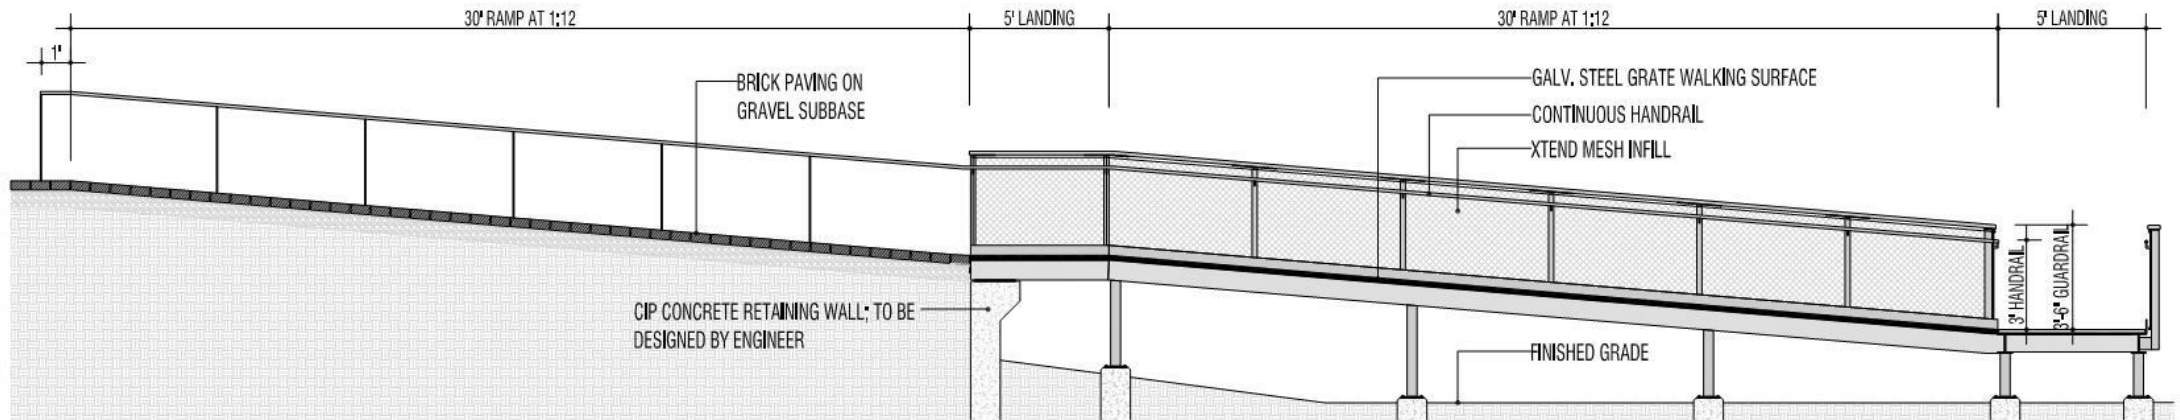 30' RAMP AT 1:12
5' LANDING
30' RAMP AT 1:12
5' LANDING
1'
BRICK PAVING ON
GRAVEL SUBBASE
GALV. STEEL GRATE WALKING SURFACE
CONTINUOUS HANDRAIL
XTEND MESH INFILL
CIP CONCRETE RETAINING WALL; TO BE
DESIGNED BY ENGINEER
3' HANDRAIL
3'-6" GUARDRAIL
FINISHED GRADE